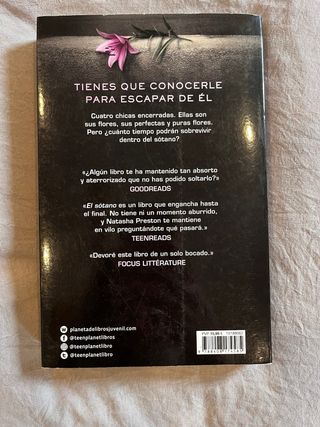 TIENES QUE CONOCERLE
PARA ESCAPAR DE ÉL
Cuatro chicas encerradas. Ellas son
sus flores, sus perfectas y puras flores.
Pero ¿cuánto tiempo podrán sobrevivir
dentro del sótano?
«¿Algún libro te ha mantenido tan absorto
y aterrorizado que no has podido soltarlo?»
GOODREADS
«El sótano es un libro que engancha hasta
el final. No tiene ni un momento aburrido,
y Natasha Preston te mantiene
en vilo preguntándote qué pasará.»
TEENREADS
«Devoré este libro de un solo bocado.»
FOCUS LITTÉRATURE
planetadelibrosjuvenil.com
@teenplanetlibros
@teenplanetlibros
@teenplanetlibro
PVP